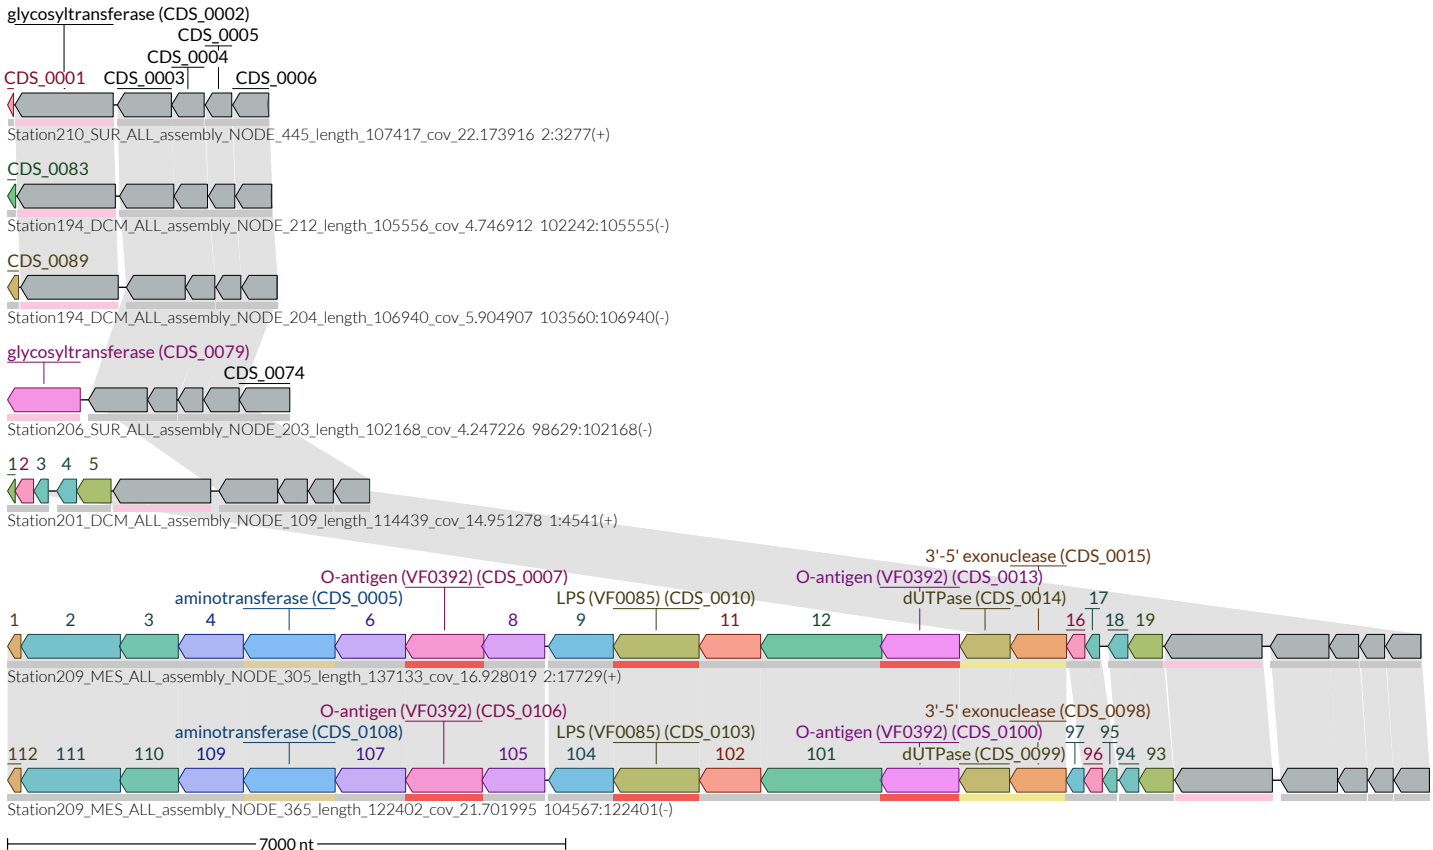 glycosyltransferase (CDS_0002)
CDS_0005
CDS_0004
CDS_0001 CDS_0003 CDS_0006
Station210_SUR_ALL_assembly_NODE_445_length_107417_cov_22.173916 2:3277(+)
CDS_0083
Station194_DCM_ALL_assembly_NODE_212_length_105556_cov_4.746912 102242:105555(-)
CDS_0089
Station194_DCM_ALL_assembly_NODE_204_length_106940_cov_5.904907 103560:106940(-)
glycosyltransferase (CDS_0079)
CDS_0074
Station206_SUR_ALL_assembly_NODE_203_length_102168_cov_4.247226 98629:102168(-)
1 2 3 4 5
Station201_DCM_ALL_assembly_NODE_109_length_114439_cov_14.951278 1:4541(+)
3'-5' exonuclease (CDS_0015)
O-antigen (VF0392) (CDS_0007) O-antigen (VF0392) (CDS_0013)
aminotransferase (CDS_0005) LPS (VF0085) (CDS_0010) dUTPase (CDS_0014) 17
1 2 3 4 6 8 9 11 12 16 18 19
Station209_MES_ALL_assembly_NODE_305_length_137133_cov_16.928019 2:17729(+)
O-antigen (VF0392) (CDS_0106) 3'-5' exonuclease (CDS_0098)
aminotransferase (CDS_0108) LPS (VF0085) (CDS_0103) O-antigen (VF0392) (CDS_0100) 97 95
112 111 110 109 107 105 104 102 101 dUTPase (CDS_0099) 96 94 93
Station209_MES_ALL_assembly_NODE_365_length_122402_cov_21.701995 104567:122401(-)
7000 nt